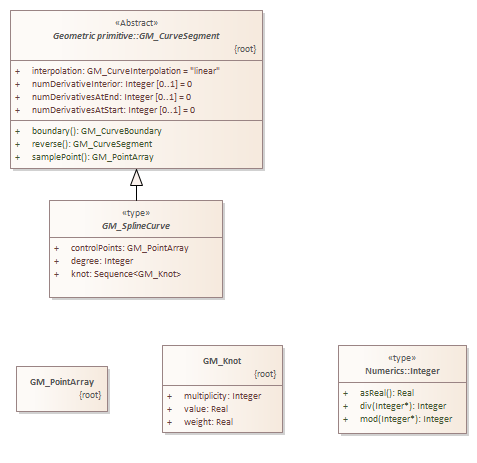 «Abstract»
Geometric primitive::GM_CurveSegment
{root}
+ interpolation: GM_CurveInterpolation = "linear"
+ numDerivativeInterior: Integer [0..1] = 0
+ numDerivativesAtEnd: Integer [0..1] = 0
+ numDerivativesAtStart: Integer [0..1] = 0
+ boundary(): GM_CurveBoundary
+ reverse(): GM_CurveSegment
+ samplePoint(): GM_PointArray
«type»
GM_SplineCurve
+ controlPoints: GM_PointArray
+ degree: Integer
+ knot: Sequence<GM_Knot>
GM_PointArray
{root}
GM_Knot
{root}
+ multiplicity: Integer
+ value: Real
+ weight: Real
«type»
Numerics::Integer
+ asReal(): Real
+ div(Integer*): Integer
+ mod(Integer*): Integer